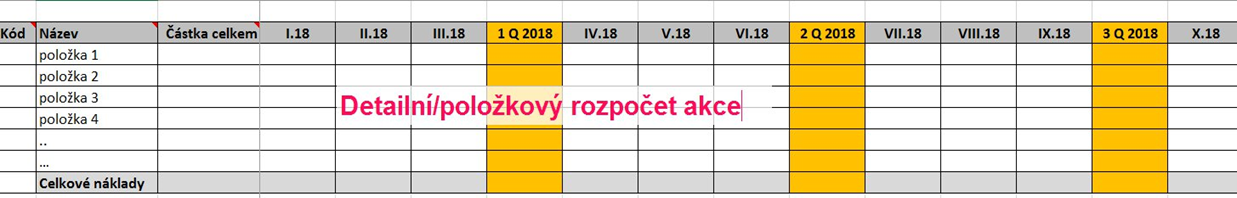 Kód Název Částka celkem I.18 II.18 III.18 1 Q 2018 IV.18 V.18 VI.18 2 Q 2018 VII.18 VIII.18 IX.18 3 Q 2018 X.18
položka 1
položka 2
položka 3
Detailní/položkový rozpočet akce
položka 4
..
...
Celkové náklady